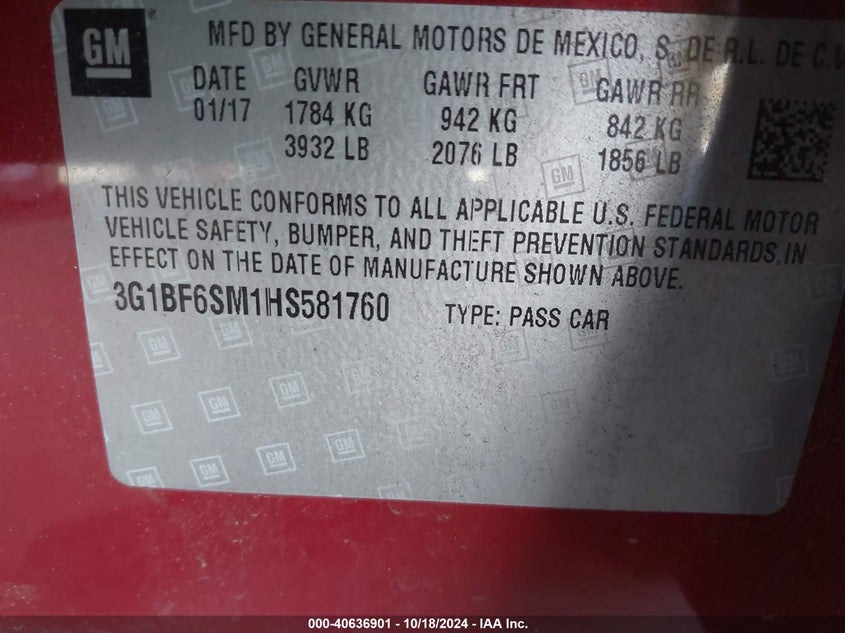 GM
MFD BY GENERAL MOTORS DE MEXICO, S. DE R.L. DE C.V
DATE GVWR GAWR FRT GAWR RR
01/17 1784 KG 942 KG 842 KG
3932 LB 2076 LB 1856 LB
THIS VEHICLE CONFORMS TO ALL APPLICABLE U.S. FEDERAL MOTOR
VEHICLE SAFETY, BUMPER, AND THEFT PREVENTION STANDARDS IN
EFFECT ON THE DATE OF MANUFACTURE SHOWN ABOVE.
3G1BF6SM1HS581760 TYPE: PASS CAR
000-40636901 - 10/18/2024 - IAA Inc.